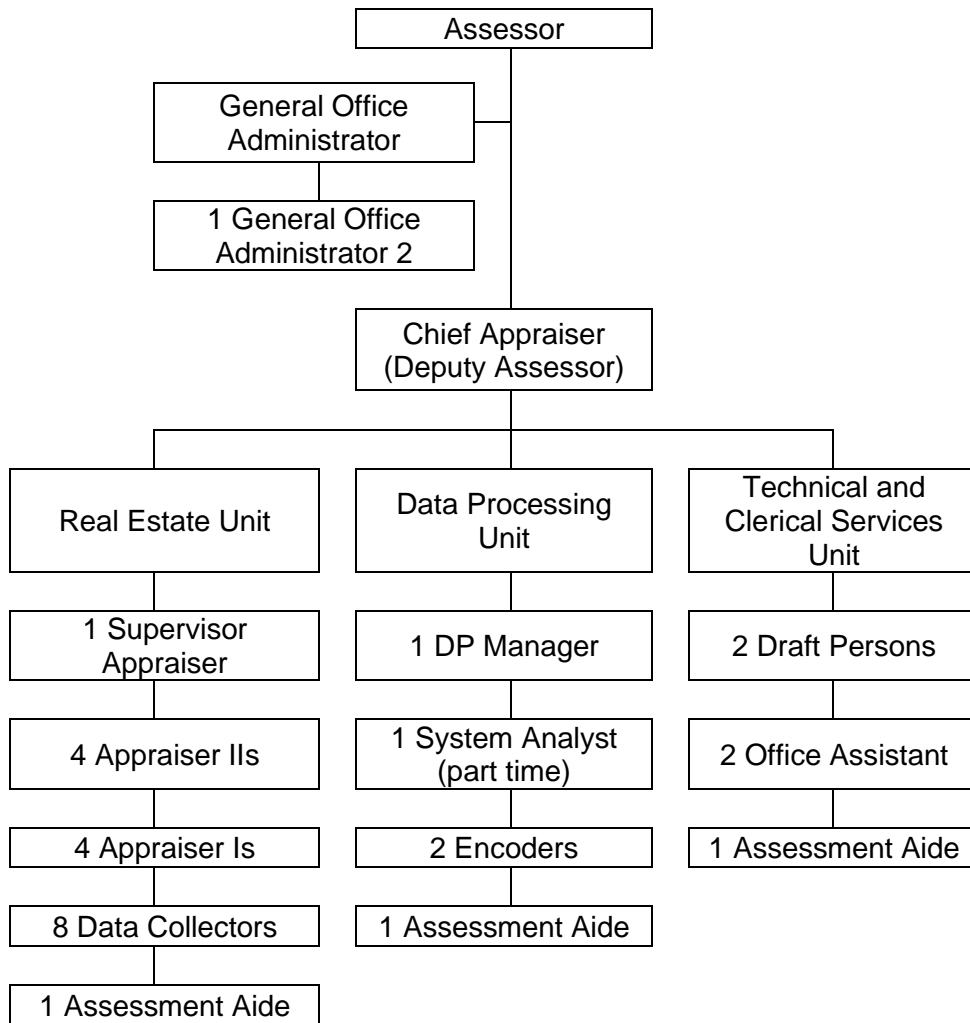 Assessor
General Office
Administrator
1 General Office
Administrator 2
Chief Appraiser
(Deputy Assessor)
Real Estate Unit
Data Processing
Unit
Technical and
Clerical Services
Unit
1 Supervisor
Appraiser
1 DP Manager
2 Draft Persons
4 Appraiser IIs
1 System Analyst
(part time)
2 Office Assistant
4 Appraiser Is
2 Encoders
1 Assessment Aide
8 Data Collectors
1 Assessment Aide
1 Assessment Aide